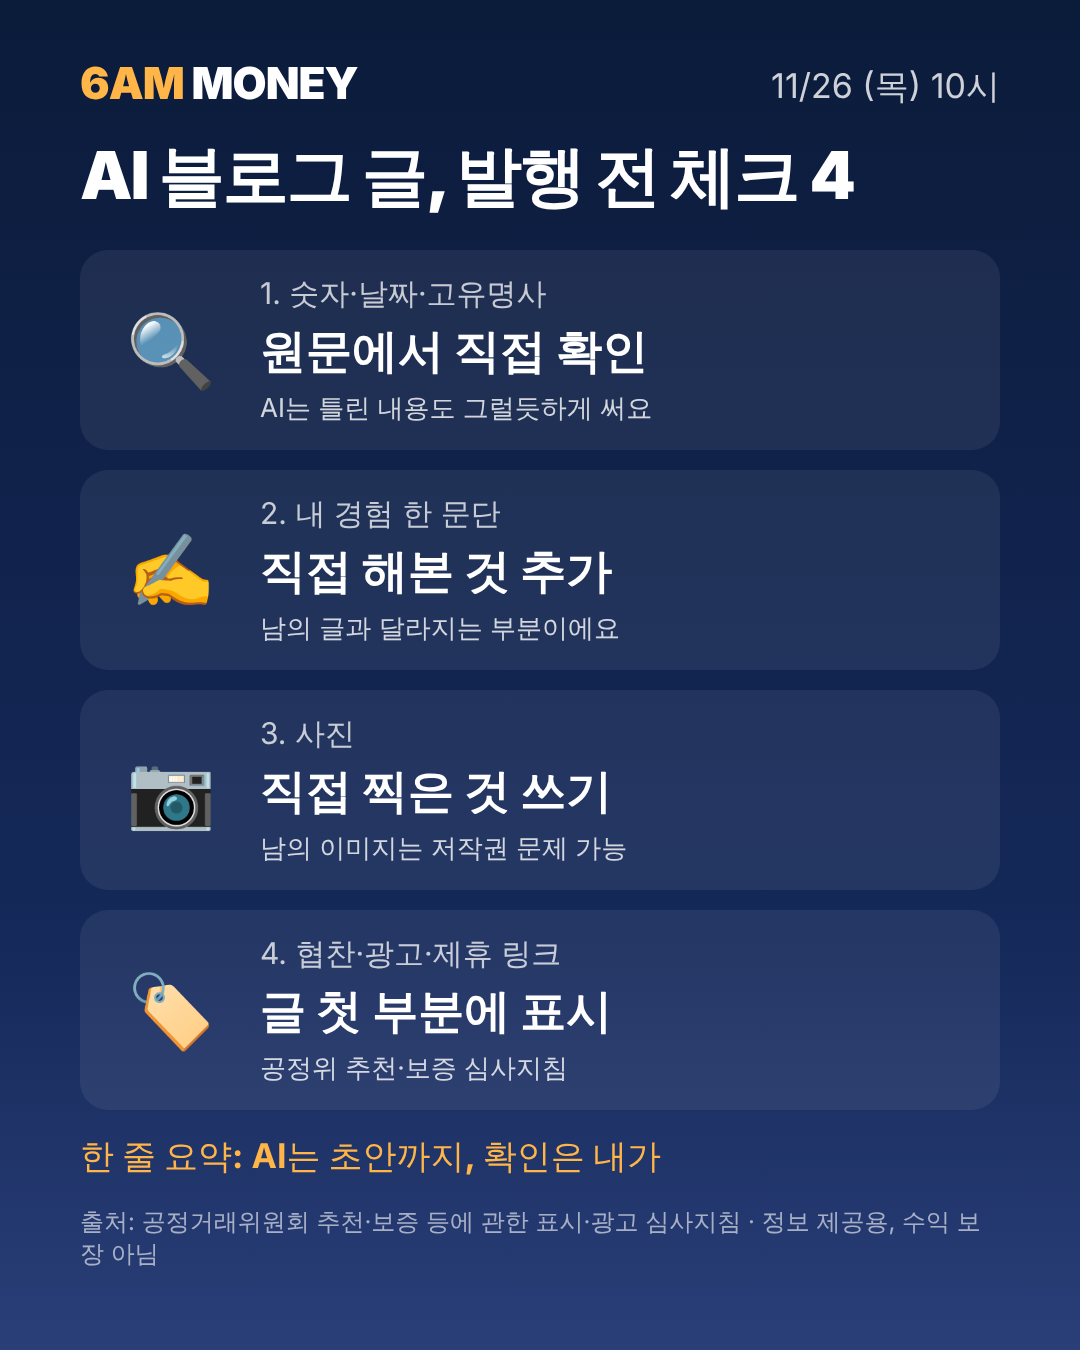 6AM MONEY
11/26 (목) 10시
AI 블로그 글, 발행 전 체크 4
1. 숫자·날짜·고유명사
원문에서 직접 확인
AI는 틀린 내용도 그럴듯하게 써요
2. 내 경험 한 문단
직접 해본 것 추가
남의 글과 달라지는 부분이에요
3. 사진
직접 찍은 것 쓰기
남의 이미지는 저작권 문제 가능
4. 협찬·광고·제휴 링크
글 첫 부분에 표시
공정위 추천·보증 심사지침
한 줄 요약: AI는 초안까지, 확인은 내가
출처: 공정거래위원회 추천·보증 등에 관한 표시·광고 심사지침 · 정보 제공용, 수익 보
장 아님